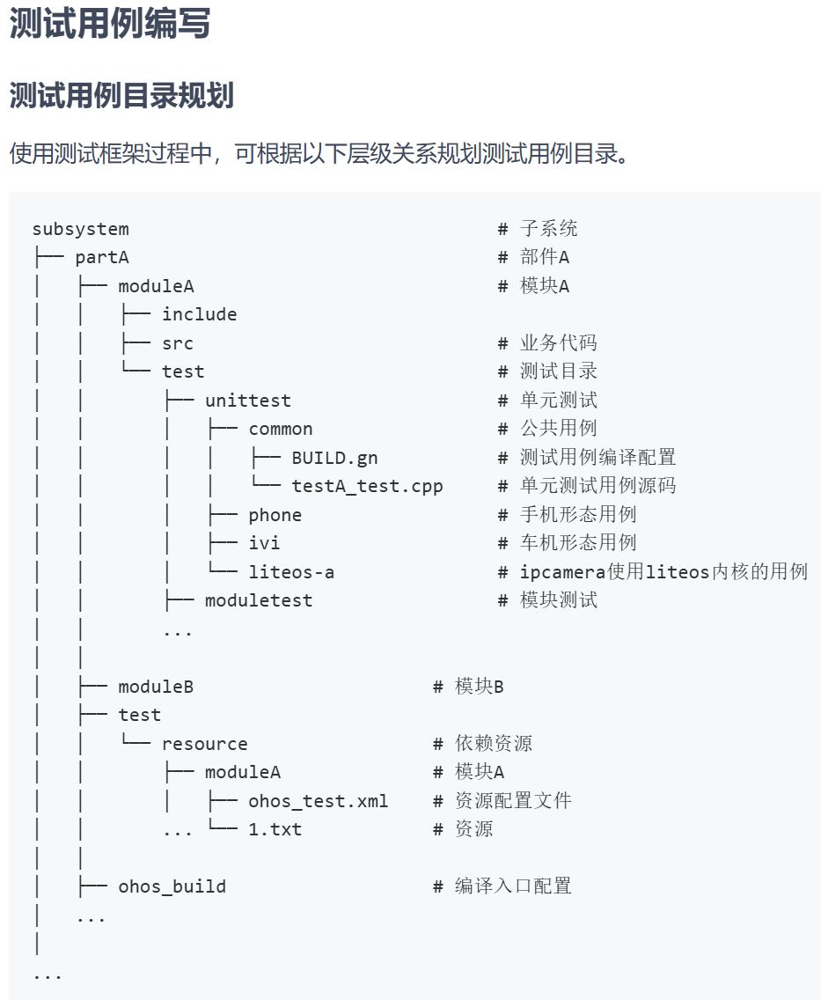 测试用例编写
测试用例目录规划
使用测试框架过程中，可根据以下层级关系规划测试用例目录。
subsystem                                  # 子系统
├── partA                                  # 部件A
│   ├── moduleA                            # 模块A
│   │   ├── include
│   │   ├── src                            # 业务代码
│   │   └── test                           # 测试目录
│   │       ├── unittest                   # 单元测试
│   │       │   ├── common                 # 公共用例
│   │       │   │   ├── BUILD.gn           # 测试用例编译配置
│   │       │   │   └── testA_test.cpp     # 单元测试用例源码
│   │       │   ├── phone                  # 手机形态用例
│   │       │   ├── ivi                    # 车机形态用例
│   │       │   └── liteos-a               # ipcamera使用liteos内核的用例
│   │       ├── moduletest                 # 模块测试
│   │       ...
│   │
│   ├── moduleB                      # 模块B
│   ├── test
│   │   └── resource                 # 依赖资源
│   │       ├── moduleA              # 模块A
│   │       │   ├── ohos_test.xml    # 资源配置文件
│   │       ... └── 1.txt            # 资源
│   │
│   ├── ohos_build                   # 编译入口配置
│   ...
│
...